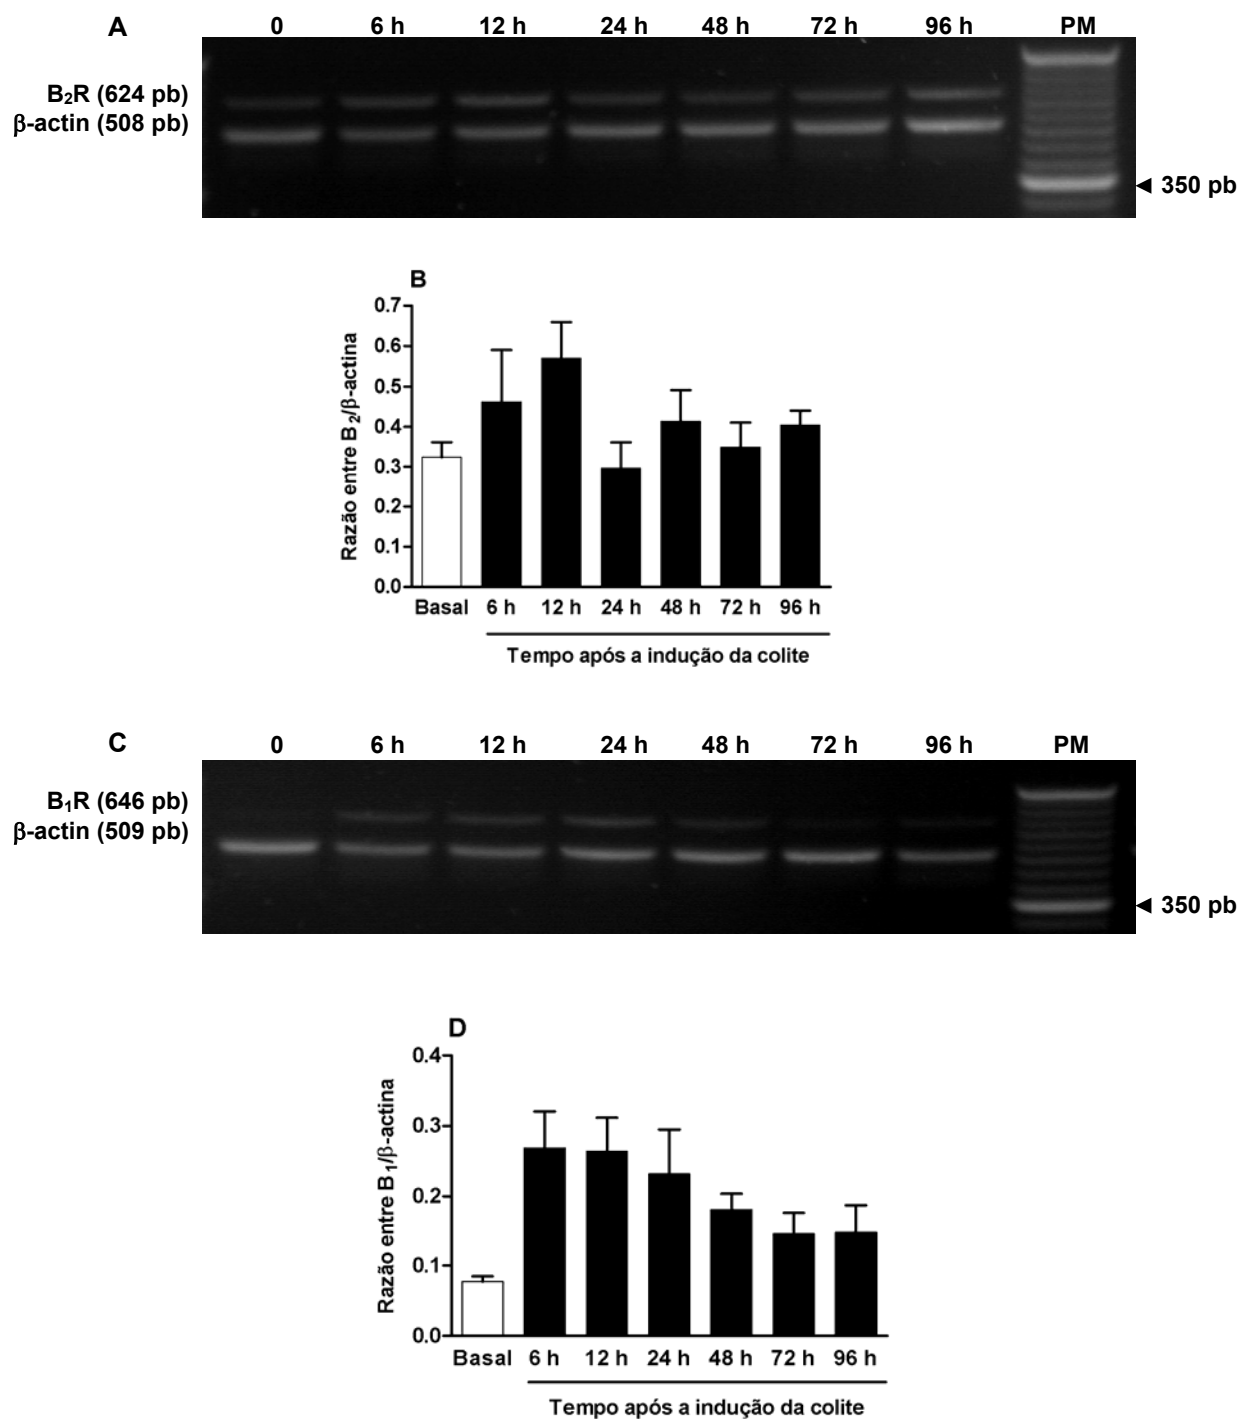 A 0 6 h 12 h 24 h 48 h 72 h 96 h PM
B₂R (624 pb)
β-actin (508 pb)
◄ 350 pb
B
0.7
0.6
0.5
0.4
0.3
0.2
0.1
0.0
Razão entre B₂/β-actina
Basal 6 h 12 h 24 h 48 h 72 h 96 h
Tempo após a indução da colite
C 0 6 h 12 h 24 h 48 h 72 h 96 h PM
B₁R (646 pb)
β-actin (509 pb)
◄ 350 pb
D
0.4
0.3
0.2
0.1
0.0
Razão entre B₁/β-actina
Basal 6 h 12 h 24 h 48 h 72 h 96 h
Tempo após a indução da colite